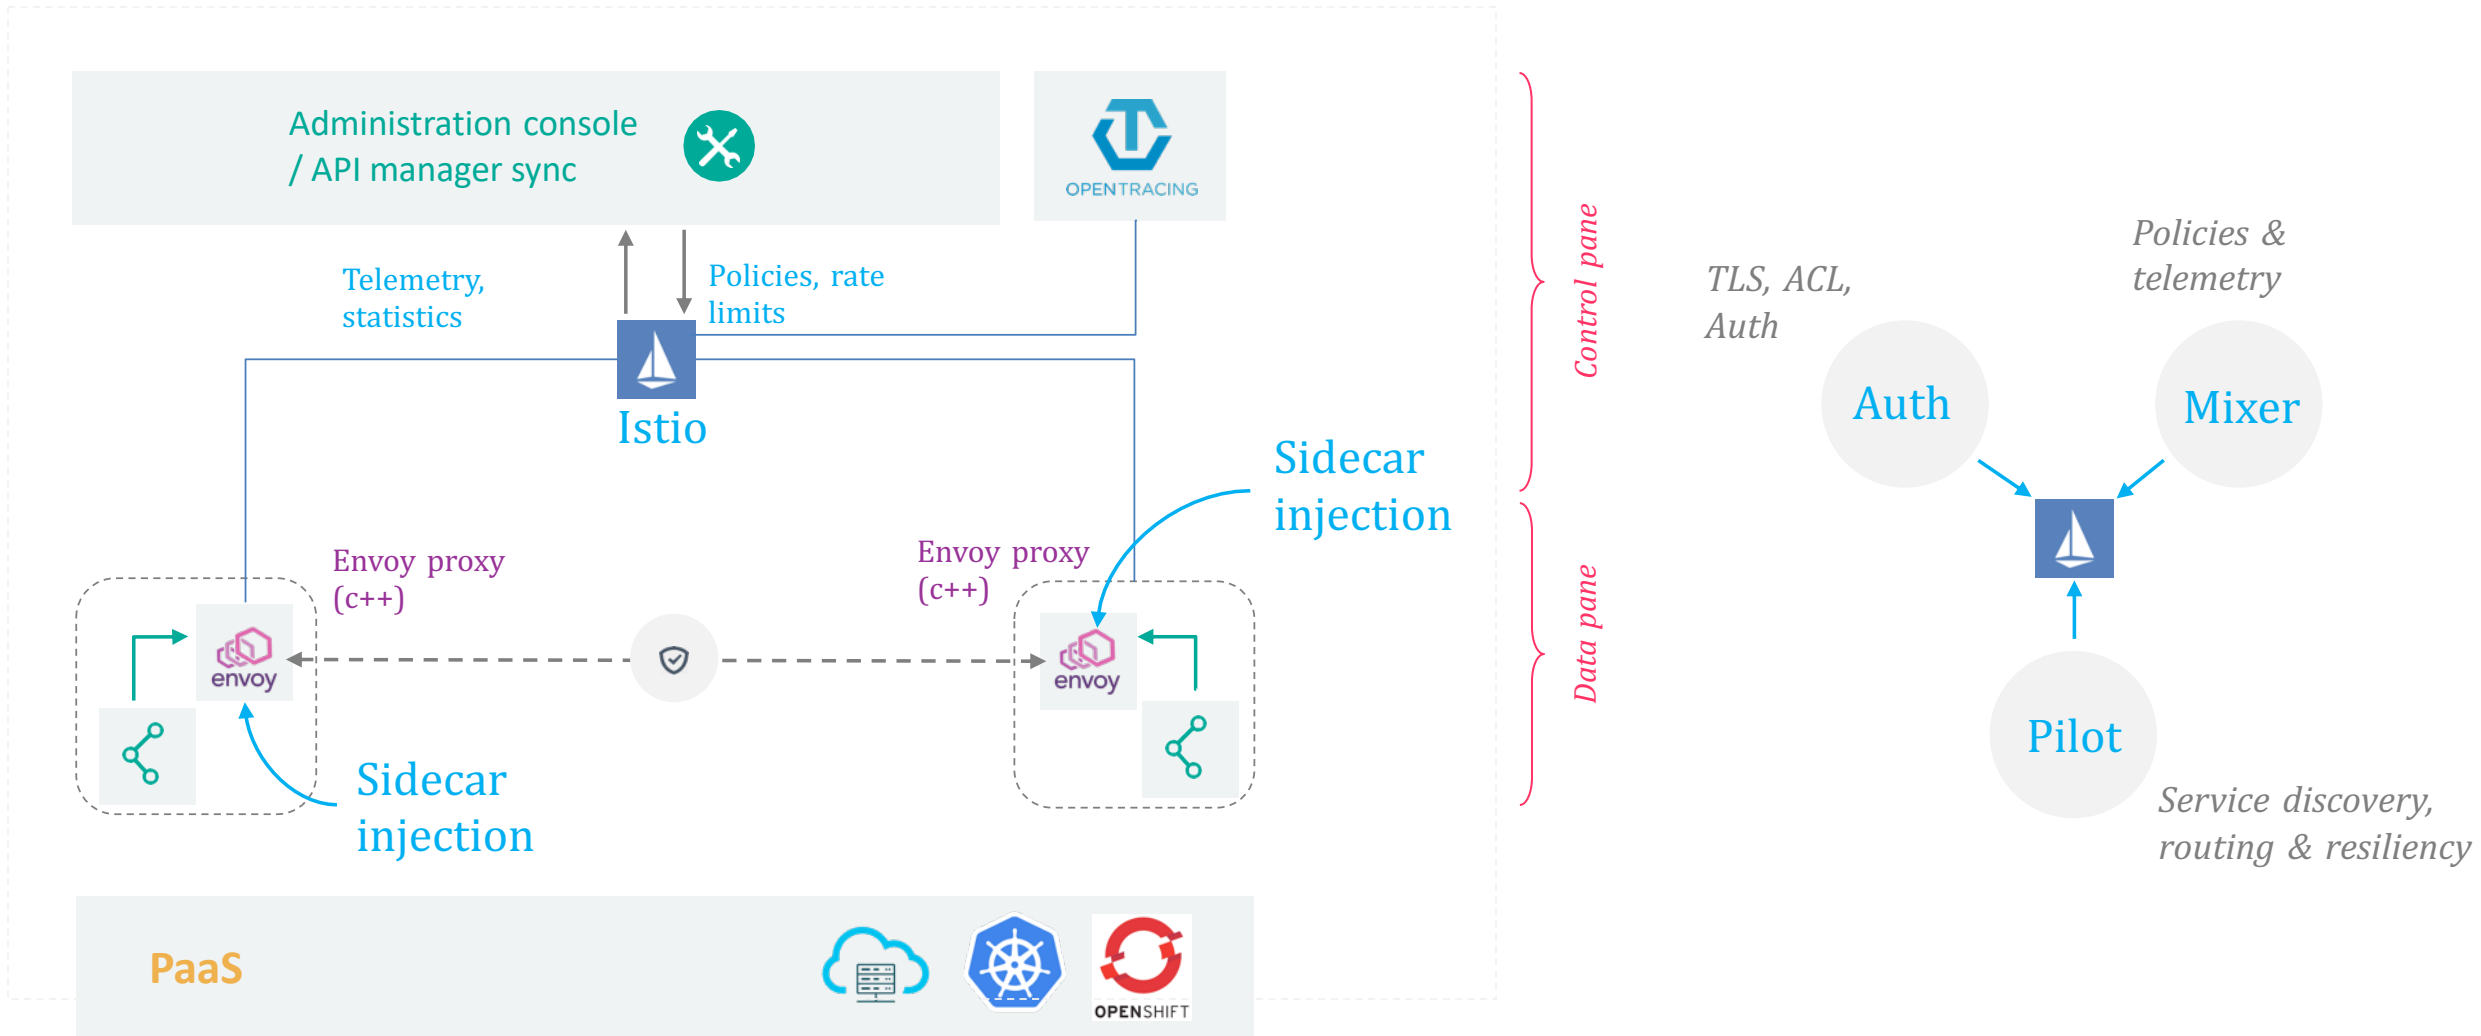 Administration console
/ API manager sync
OPENTRACING
Telemetry,
statistics
Policies, rate
limits
Istio
Sidecar
injection
Envoy proxy
(c++)
Envoy proxy
(c++)
envoy
envoy
Sidecar
injection
PaaS
OPENSHIFT
Control pane
Data pane
TLS, ACL,
Auth
Policies &
telemetry
Auth
Mixer
Pilot
Service discovery,
routing & resiliency